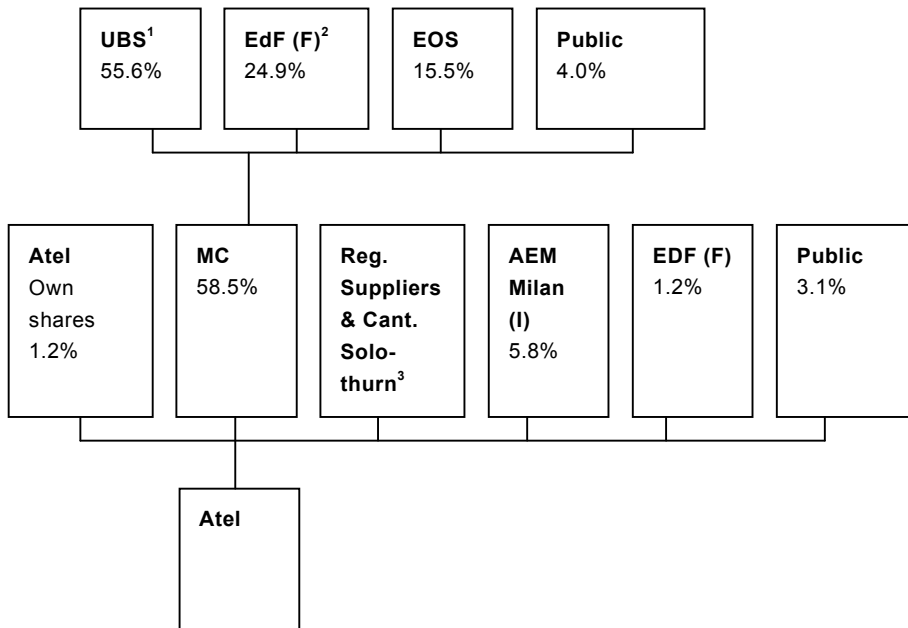 UBS¹
55.6%
EdF (F)²
24.9%
EOS
15.5%
Public
4.0%
Atel
Own
shares
1.2%
MC
58.5%
Reg.
Suppliers
& Cant.
Solo-
thurn³
AEM
Milan
(I)
5.8%
EDF (F)
1.2%
Public
3.1%
Atel